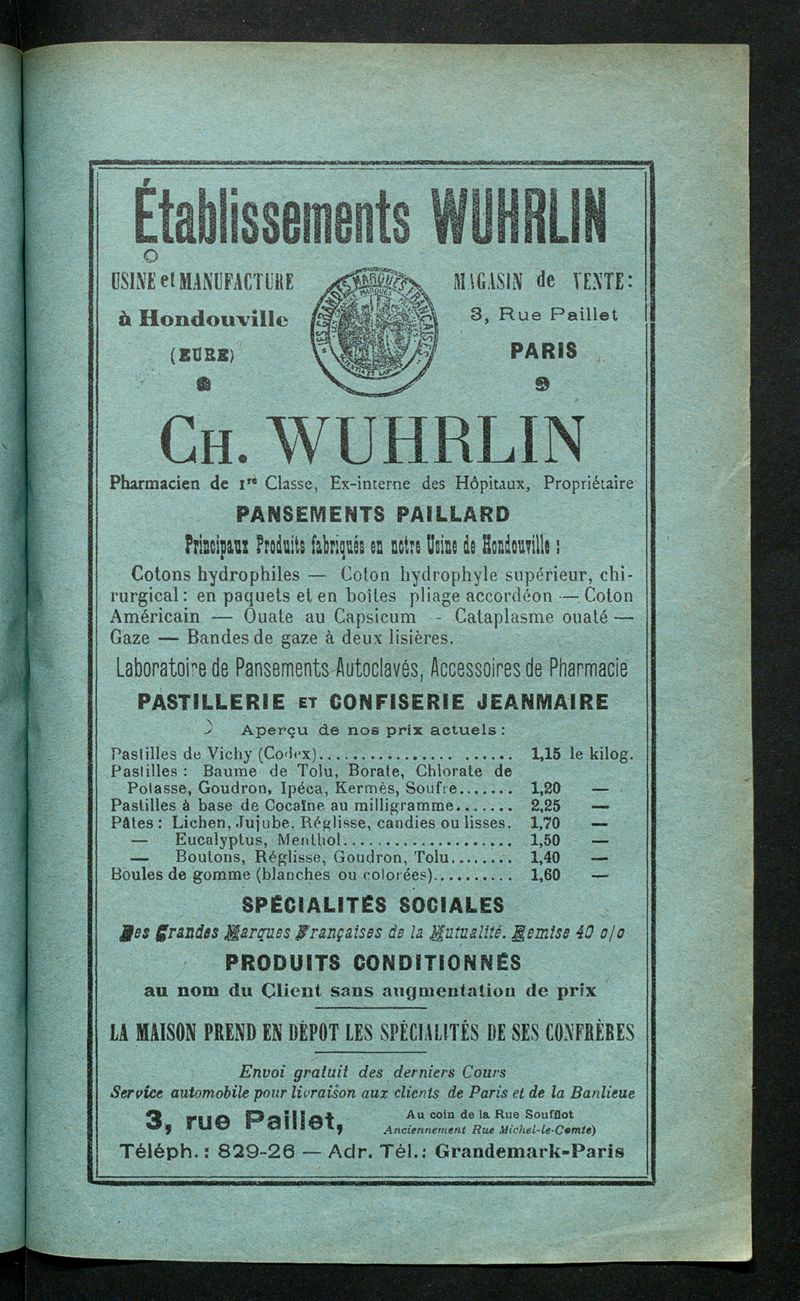 Établissements WUHRLIN
USINE et MANUFACTURE
à Hondouville
(EURE)
LES GRANDES MARQUES FRANÇAISES
MAGASIN de VENTE:
3, Rue Paillet
PARIS
CH. WUHRLIN
Pharmacien de 1re Classe, Ex-interne des Hôpitaux, Propriétaire
PANSEMENTS PAILLARD
Principaux Produits fabriqués en notre Usine de Hondouville :
Cotons hydrophiles — Coton hydrophyle supérieur, chi-
rurgical : en paquets et en boîtes pliage accordéon — Coton
Américain — Ouate au Capsicum - Cataplasme ouaté —
Gaze — Bandes de gaze à deux lisières.
Laboratoire de Pansements Autoclavés, Accessoires de Pharmacie
PASTILLERIE ET CONFISERIE JEANMAIRE
Aperçu de nos prix actuels :
Pastilles de Vichy (Codex)...................... 1,15 le kilog.
Pastilles : Baume de Tolu, Borate, Chlorate de
Potasse, Goudron, Ipéca, Kermès, Soufre....... 1,20 —
Pastilles à base de Cocaïne au milligramme....... 2,25 —
Pâtes : Lichen, Jujube, Réglisse, candies ou lisses. 1,70 —
— Eucalyptus, Menthol..................... 1,50 —
— Boutons, Réglisse, Goudron, Tolu........ 1,40 —
Boules de gomme (blanches ou colorées).......... 1,60 —
SPÉCIALITÉS SOCIALES
Des Grandes Marques Françaises de la Mutualité. Remise 40 o/o
PRODUITS CONDITIONNÉS
au nom du Client sans augmentation de prix
LA MAISON PREND EN DÉPOT LES SPÉCIALITÉS DE SES CONFRÈRES
Envoi gratuit des derniers Cours
Service automobile pour livraison aux clients de Paris et de la Banlieue
3, rue Paillet,
Au coin de la Rue Soufflot
Anciennement Rue Michel-le-Comte)
Téléph. : 829-26 — Adr. Tél. : Grandemark-Paris